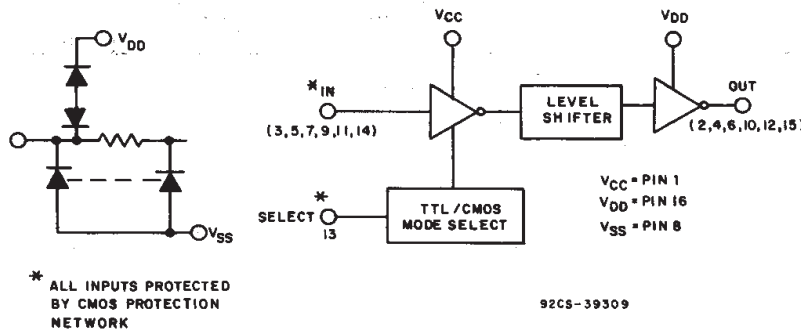 VDD
VSS
* ALL INPUTS PROTECTED
BY CMOS PROTECTION
NETWORK
VCC
VDD
*IN
(3,5,7,9,11,14)
LEVEL
SHIFTER
OUT
(2,4,6,10,12,15)
*
SELECT
13
TTL/CMOS
MODE SELECT
VCC = PIN 1
VDD = PIN 16
VSS = PIN 8
92CS-39309